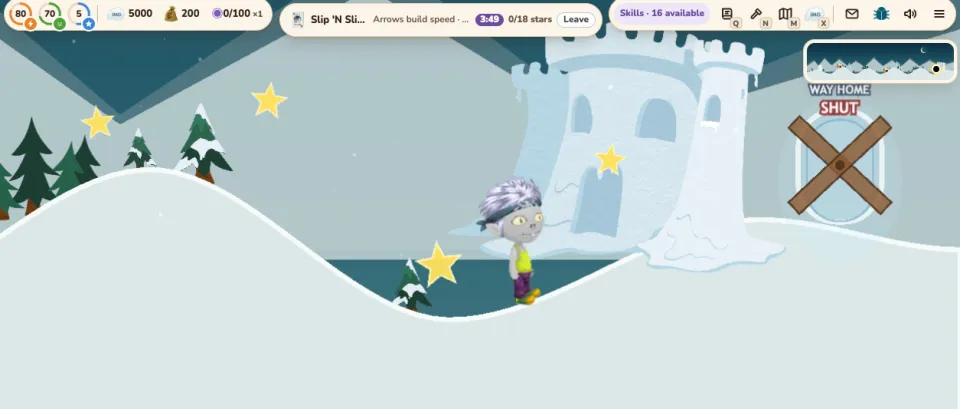 80 70 5 5000 200 0/100 ×1
Slip 'N Sli... Arrows build speed · ... 3:49 0/18 stars Leave
Skills · 16 available Q N M X
WAY HOME
SHUT